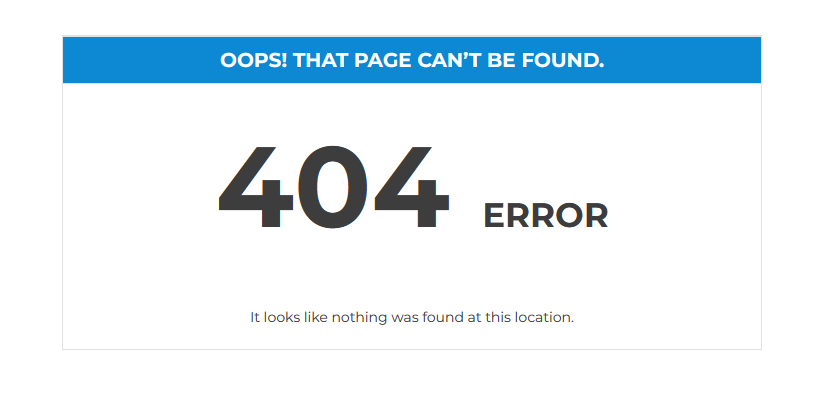 OOPS! THAT PAGE CAN’T BE FOUND.
404 ERROR
It looks like nothing was found at this location.